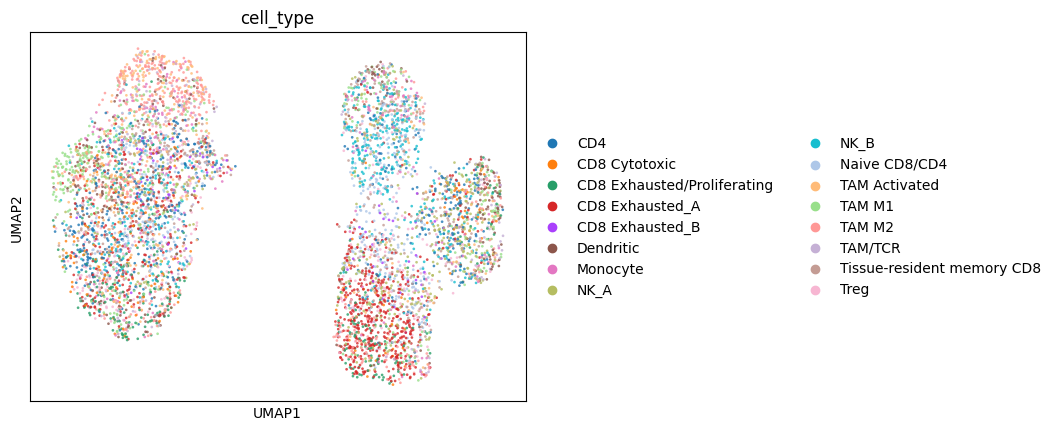 cell_type
UMAP2
UMAP1
CD4
CD8 Cytotoxic
CD8 Exhausted/Proliferating
CD8 Exhausted_A
CD8 Exhausted_B
Dendritic
Monocyte
NK_A
NK_B
Naive CD8/CD4
TAM Activated
TAM M1
TAM M2
TAM/TCR
Tissue-resident memory CD8
Treg